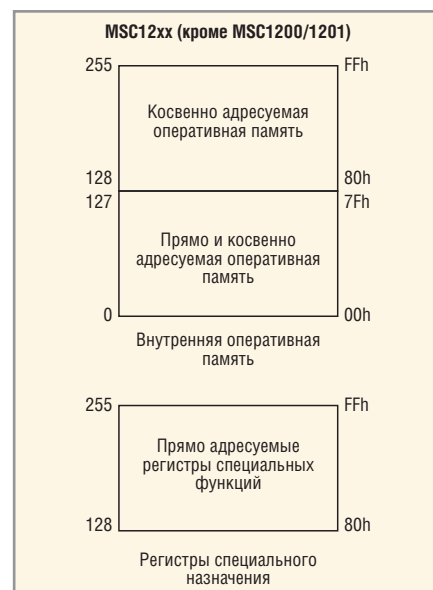 MSC12xx (кроме MSC1200/1201)
255 FFh
Косвенно адресуемая
оперативная память
128 80h
127 7Fh
Прямо и косвенно
адресуемая оперативная
память
0 00h
Внутренняя оперативная
память
255 FFh
Прямо адресуемые
регистры специальных
функций
128 80h
Регистры специального
назначения